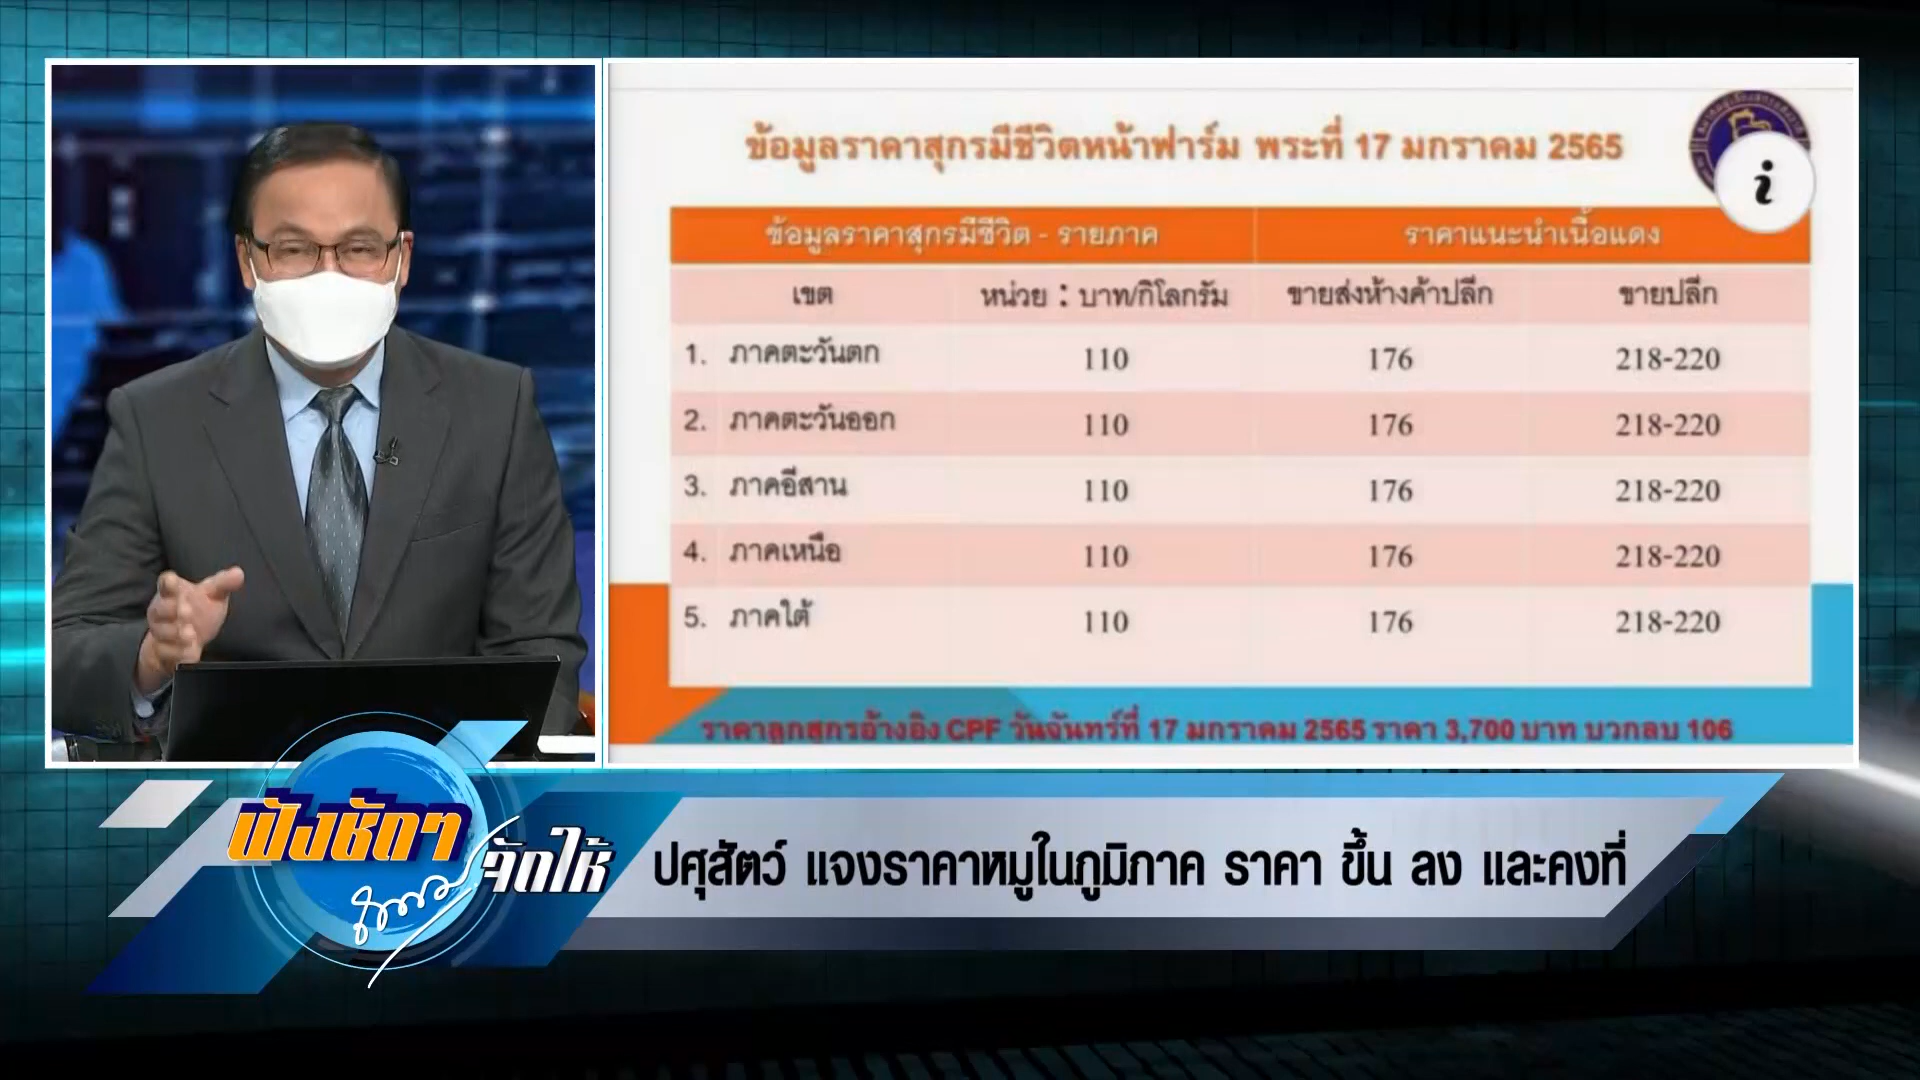 ข้อมูลราคาสุกรมีชีวิตหน้าฟาร์ม พระที่ 17 มกราคม 2565
i
ข้อมูลราคาสุกรมีชีวิต - รายภาค ราคาแนะนำเนื้อแดง
เขต หน่วย : บาท/กิโลกรัม ขายส่งห้างค้าปลีก ขายปลีก
1. ภาคตะวันตก 110 176 218-220
2. ภาคตะวันออก 110 176 218-220
3. ภาคอีสาน 110 176 218-220
4. ภาคเหนือ 110 176 218-220
5. ภาคใต้ 110 176 218-220
ราคาลูกสุกรอ้างอิง CPF วันจันทร์ที่ 17 มกราคม 2565 ราคา 3,700 บาท บวกลบ 106
ฟังชัดๆ
จัดให้
ปศุสัตว์ แจงราคาหมูในภูมิภาค ราคา ขึ้น ลง และคงที่